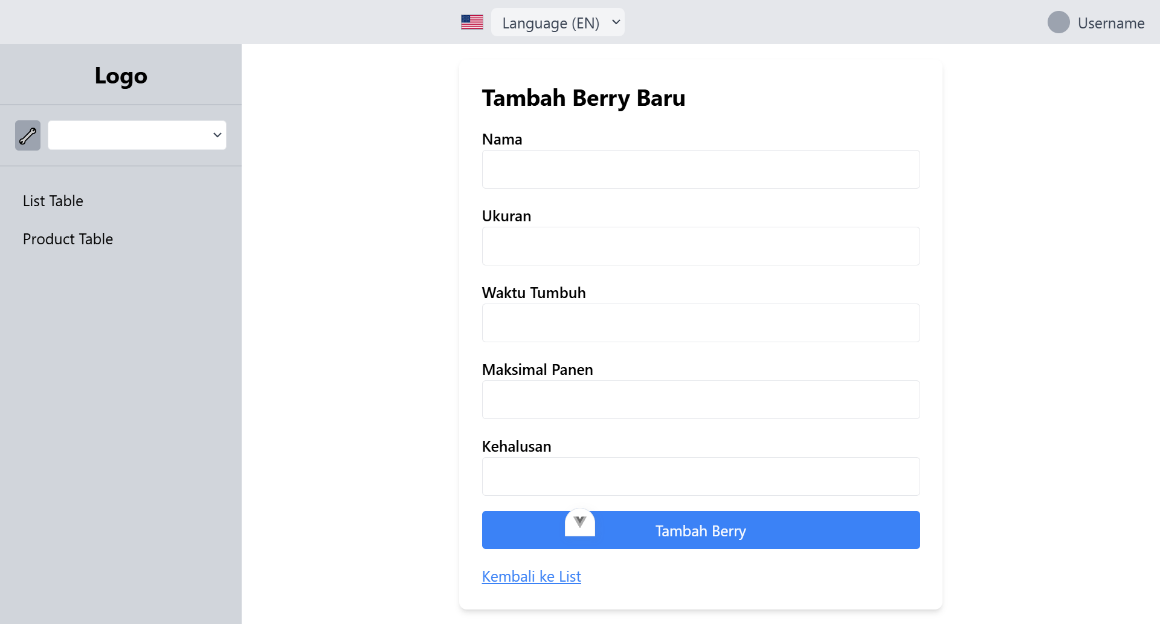 Language (EN)
Username
Logo
List Table
Product Table
Tambah Berry Baru
Nama
Ukuran
Waktu Tumbuh
Maksimal Panen
Kehalusan
Tambah Berry
Kembali ke List